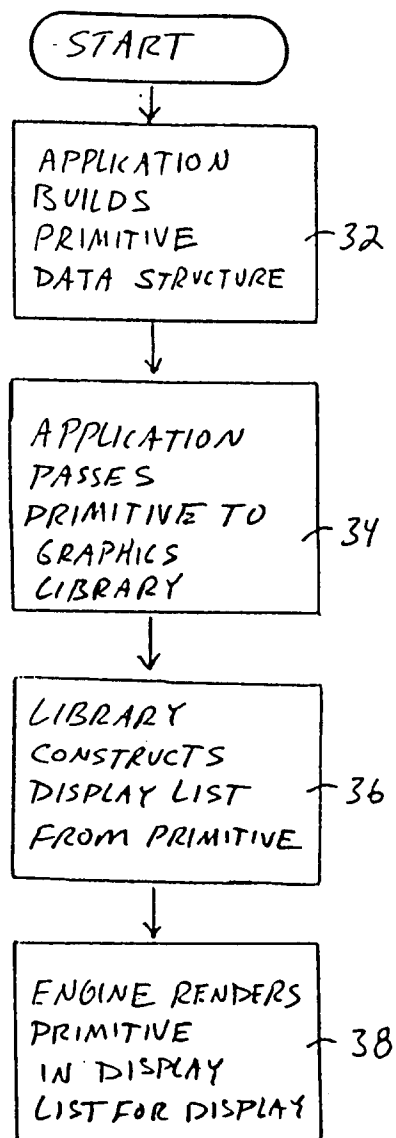 START
APPLICATION
BUILDS
PRIMITIVE
DATA STRUCTURE
32
APPLICATION
PASSES
PRIMITIVE TO
GRAPHICS
LIBRARY
34
LIBRARY
CONSTRUCTS
DISPLAY LIST
FROM PRIMITIVE
36
ENGINE RENDERS
PRIMITIVE
IN DISPLAY
LIST FOR DISPLAY
38